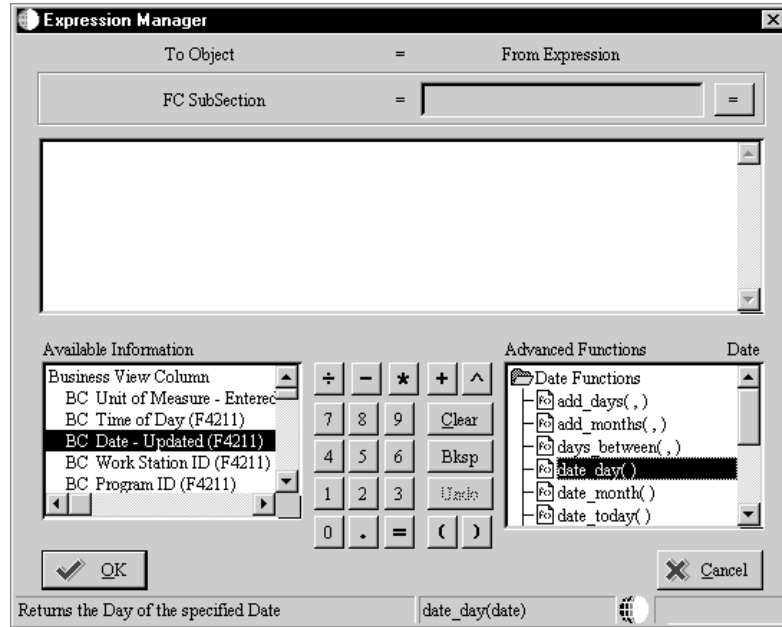 Expression Manager
To Object = From Expression
FC SubSection = =
Available Information
Business View Column
BC Unit of Measure - Entered
BC Time of Day (F4211)
BC Date - Updated (F4211)
BC Work Station ID (F4211)
BC Program ID (F4211)
÷ - * + ^
7 8 9 Clear
4 5 6 Bksp
1 2 3 Undo
0 . = ( )
Advanced Functions Date
Date Functions
add_days( , )
add_months( , )
days_between( , )
date_day( )
date_month( )
date_today( )
OK
Cancel
Returns the Day of the specified Date
date_day(date)